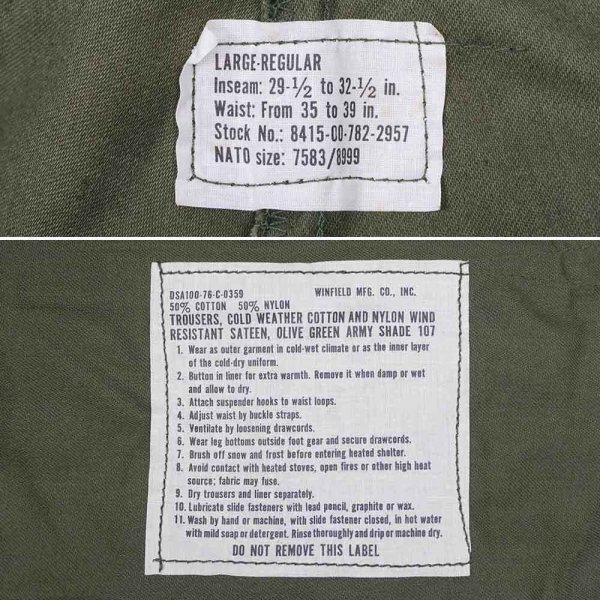 LARGE-REGULAR
Inseam: 29-1/2 to 32-1/2 in.
Waist: From 35 to 39 in.
Stock No.: 8415-00-782-2957
NATO size: 7583/8999
DSA100-76-C-0359 WINFIELD MFG. CO., INC.
50% COTTON 50% NYLON
TROUSERS, COLD WEATHER COTTON AND NYLON WIND
RESISTANT SATEEN, OLIVE GREEN ARMY SHADE 107
1. Wear as outer garment in cold-wet climate or as the inner layer
of the cold-dry uniform.
2. Button in liner for extra warmth. Remove it when damp or wet
and allow to dry.
3. Attach suspender hooks to waist loops.
4. Adjust waist by buckle straps.
5. Ventilate by loosening drawcords.
6. Wear leg bottoms outside foot gear and secure drawcords.
7. Brush off snow and frost before entering heated shelter.
8. Avoid contact with heated stoves, open fires or other high heat
source; fabric may fuse.
9. Dry trousers and liner separately.
10. Lubricate slide fasteners with lead pencil, graphite or wax.
11. Wash by hand or machine, with slide fastener closed, in hot water
with mild soap or detergent. Rinse thoroughly and drip or machine dry.
DO NOT REMOVE THIS LABEL